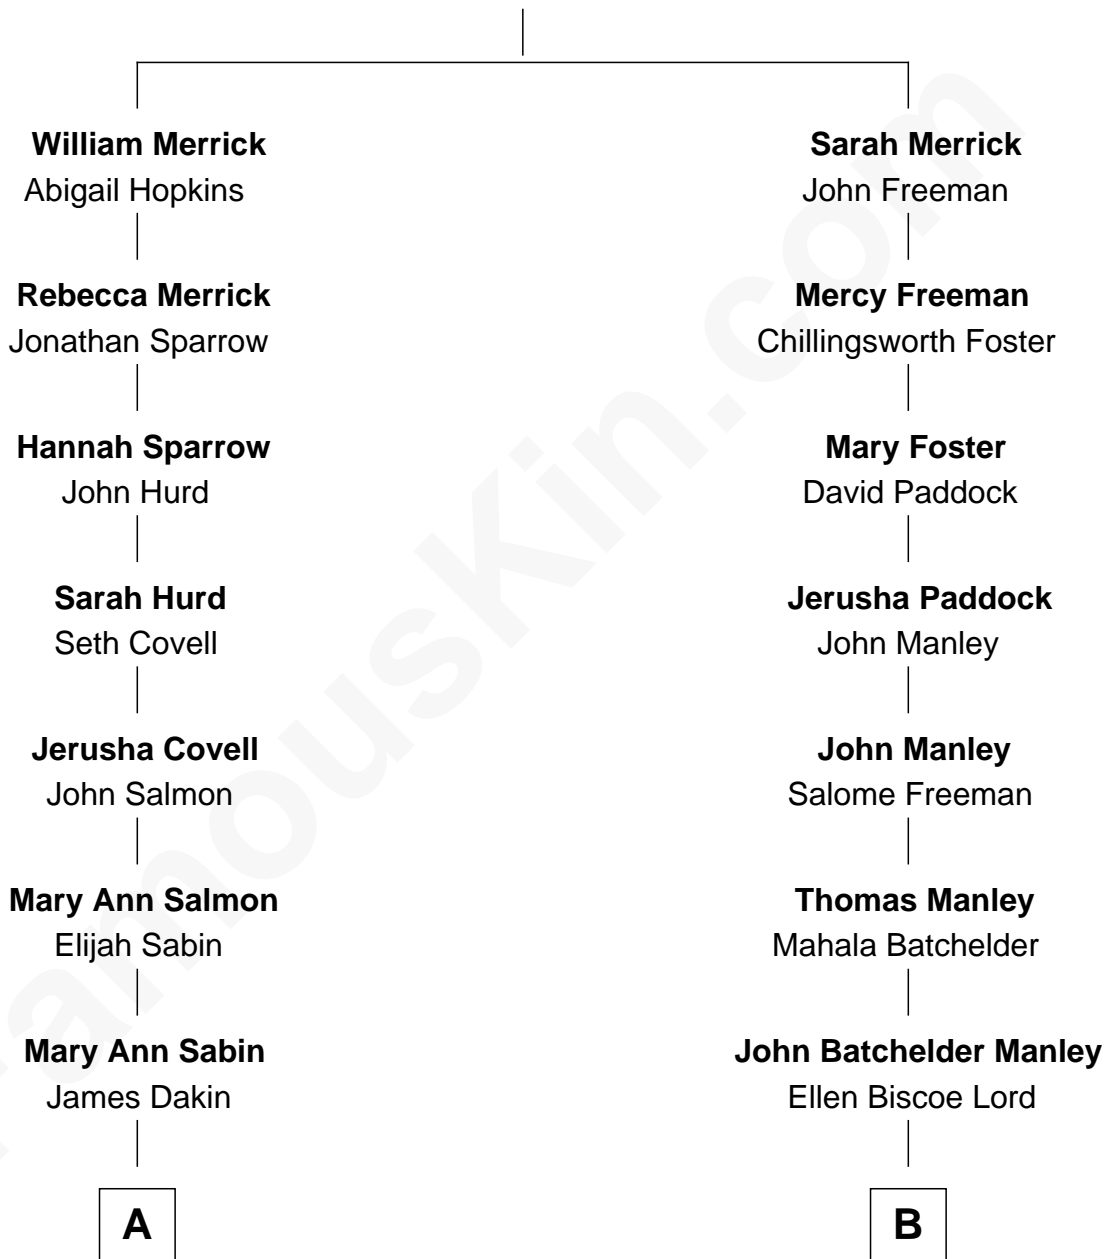 William Merrick
Abigail Hopkins
Sarah Merrick
John Freeman
Rebecca Merrick
Jonathan Sparrow
Mercy Freeman
Chillingsworth Foster
Hannah Sparrow
John Hurd
Mary Foster
David Paddock
Sarah Hurd
Seth Covell
Jerusha Paddock
John Manley
Jerusha Covell
John Salmon
John Manley
Salome Freeman
Mary Ann Salmon
Elijah Sabin
Thomas Manley
Mahala Batchelder
Mary Ann Sabin
James Dakin
John Batchelder Manley
Ellen Biscoe Lord
A
B
FamousKin.com